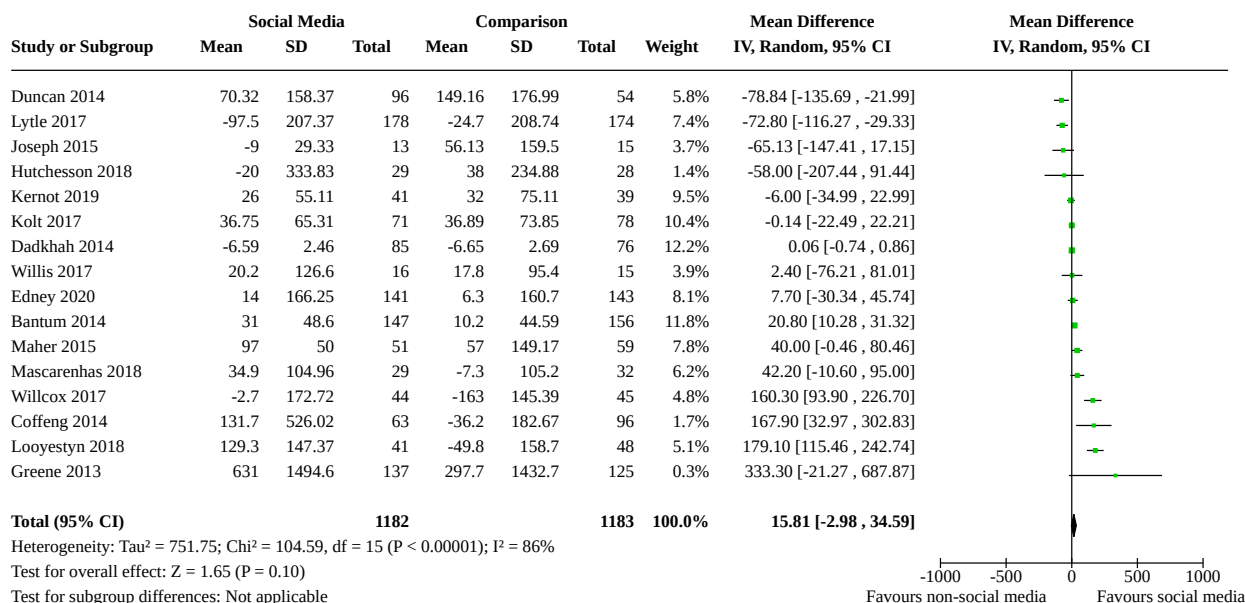 Social Media Comparison Mean Difference Mean Difference
Study or Subgroup Mean SD Total Mean SD Total Weight IV, Random, 95% CI IV, Random, 95% CI
Duncan 2014 70.32 158.37 96 149.16 176.99 54 5.8% -78.84 [-135.69 , -21.99]
Lytle 2017 -97.5 207.37 178 -24.7 208.74 174 7.4% -72.80 [-116.27 , -29.33]
Joseph 2015 -9 29.33 13 56.13 159.5 15 3.7% -65.13 [-147.41 , 17.15]
Hutchesson 2018 -20 333.83 29 38 234.88 28 1.4% -58.00 [-207.44 , 91.44]
Kernot 2019 26 55.11 41 32 75.11 39 9.5% -6.00 [-34.99 , 22.99]
Kolt 2017 36.75 65.31 71 36.89 73.85 78 10.4% -0.14 [-22.49 , 22.21]
Dadkhah 2014 -6.59 2.46 85 -6.65 2.69 76 12.2% 0.06 [-0.74 , 0.86]
Willis 2017 20.2 126.6 16 17.8 95.4 15 3.9% 2.40 [-76.21 , 81.01]
Edney 2020 14 166.25 141 6.3 160.7 143 8.1% 7.70 [-30.34 , 45.74]
Bantum 2014 31 48.6 147 10.2 44.59 156 11.8% 20.80 [10.28 , 31.32]
Maher 2015 97 50 51 57 149.17 59 7.8% 40.00 [-0.46 , 80.46]
Mascarenhas 2018 34.9 104.96 29 -7.3 105.2 32 6.2% 42.20 [-10.60 , 95.00]
Willcox 2017 -2.7 172.72 44 -163 145.39 45 4.8% 160.30 [93.90 , 226.70]
Coffeng 2014 131.7 526.02 63 -36.2 182.67 96 1.7% 167.90 [32.97 , 302.83]
Looyestyn 2018 129.3 147.37 41 -49.8 158.7 48 5.1% 179.10 [115.46 , 242.74]
Greene 2013 631 1494.6 137 297.7 1432.7 125 0.3% 333.30 [-21.27 , 687.87]
Total (95% CI) 1182 1183 100.0% 15.81 [-2.98 , 34.59]
Heterogeneity: Tau² = 751.75; Chi² = 104.59, df = 15 (P < 0.00001); I² = 86%
Test for overall effect: Z = 1.65 (P = 0.10)
Test for subgroup differences: Not applicable
-1000 -500 0 500 1000
Favours non-social media Favours social media